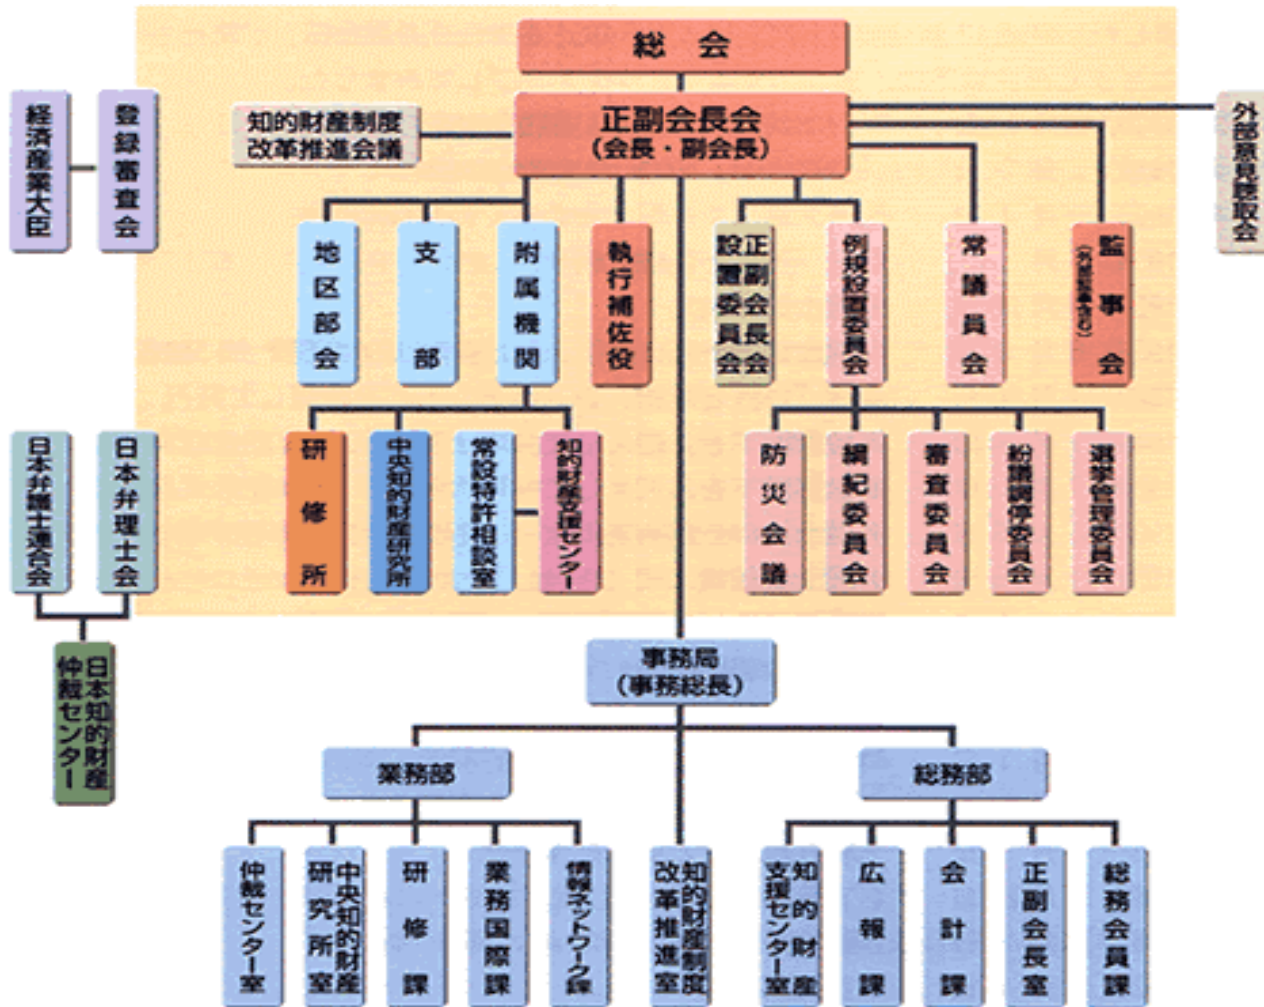 総会
正副会長会
(会長・副会長)
知的財産制度
改革推進会議
外部意見聴取会
経済産業大臣
登録審査会
地区部会
支部
附属機関
執行補佐役
正副会長会
設置委員会
例規設置委員会
常議員会
監事会
研修所
中央知的財産研究所
常設特許相談室
知的財産支援センター
防災会議
綱紀委員会
審査委員会
紛議調停委員会
選挙管理委員会
日本弁護士連合会
日本弁理士会
日本知的財産
仲裁センター
事務局
(事務総長)
業務部
総務部
仲裁センター室
中央知的財産
研究所室
研修課
業務国際課
情報ネットワーク課
知的財産制度
改革推進室
知的財産
支援センター室
広報課
会計課
正副会長室
総務会員課